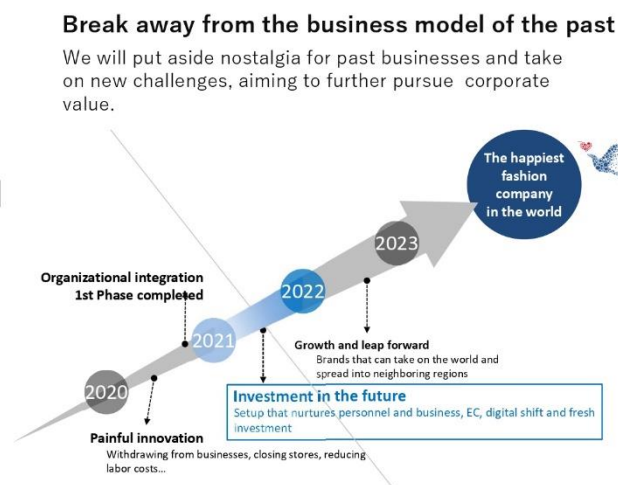 Break away from the business model of the past
We will put aside nostalgia for past businesses and take
on new challenges, aiming to further pursue corporate
value.
The happiest
fashion
company
in the world
2023
Organizational integration
1st Phase completed
2022
2021
Growth and leap forward
Brands that can take on the world and
spread into neighboring regions
2020
Investment in the future
Setup that nurtures personnel and business, EC, digital shift and fresh
investment
Painful innovation
Withdrawing from businesses, closing stores, reducing
labor costs...